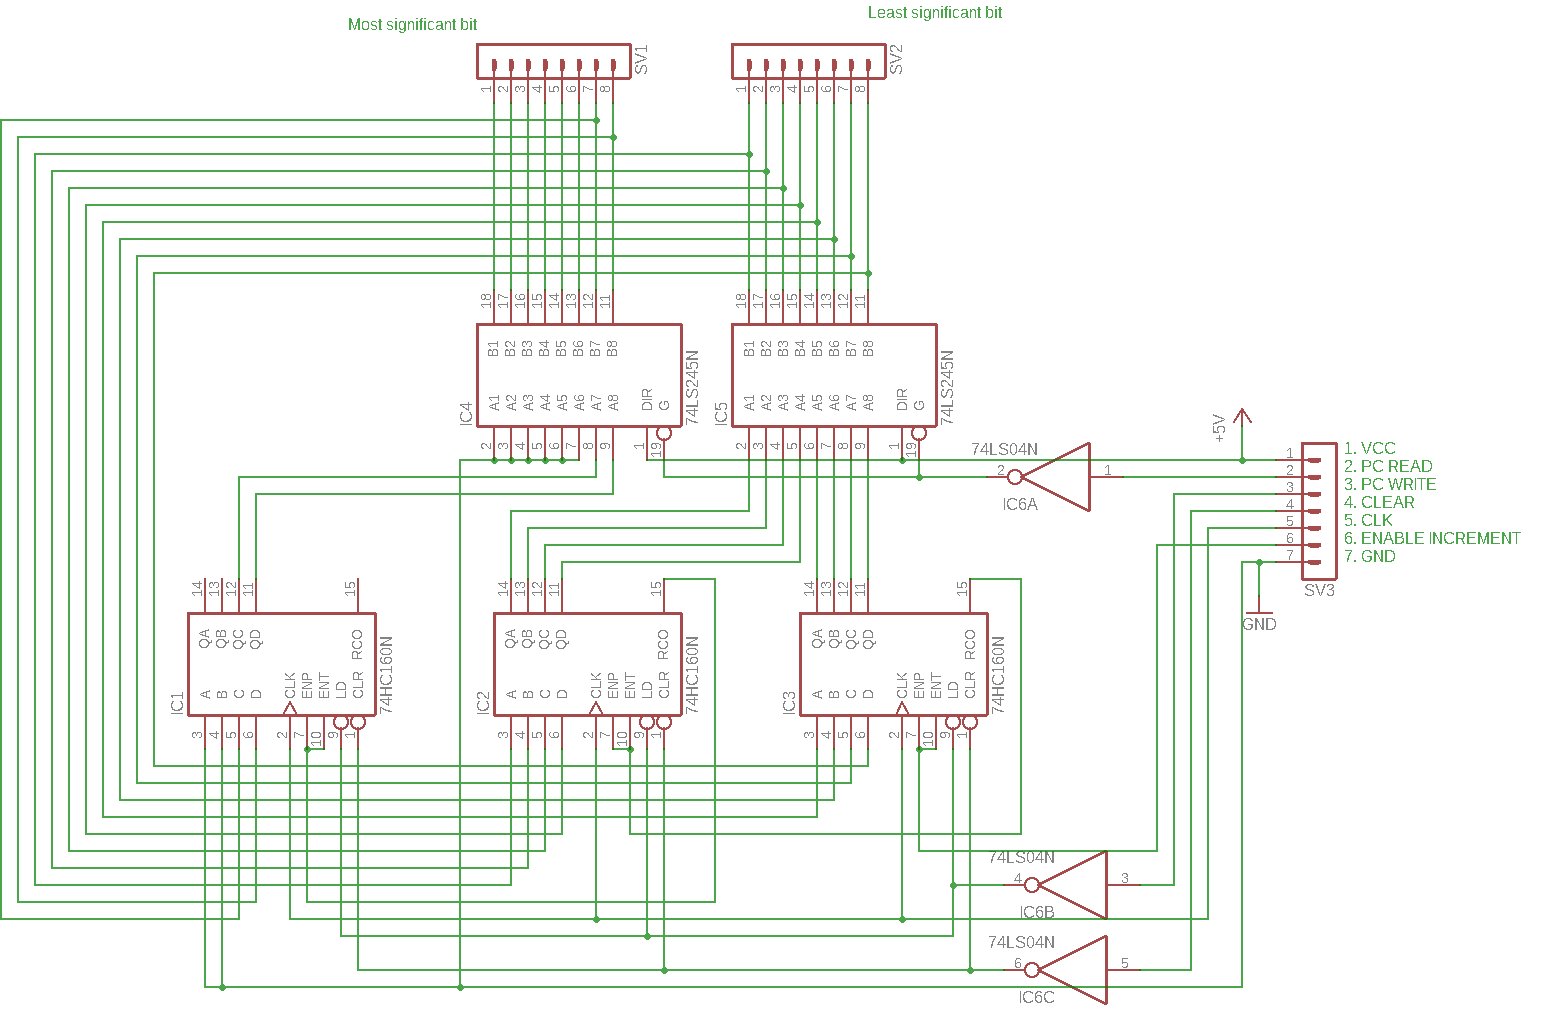 Most significant bit
Least significant bit
SV1
SV2
1 2 3 4 5 6 7 8
1 2 3 4 5 6 7 8
18 17 16 15 14 13 12 11
18 17 16 15 14 13 12 11
B1 B2 B3 B4 B5 B6 B7 B8
B1 B2 B3 B4 B5 B6 B7 B8
A1 A2 A3 A4 A5 A6 A7 A8 DIR G
A1 A2 A3 A4 A5 A6 A7 A8 DIR G
IC4
74LS245N
IC5
74LS245N
2 3 4 5 6 7 8 9 1 19
2 3 4 5 6 7 8 9 1 19
+5V
74LS04N
2
1
IC6A
1
2
3
4
5
6
7
1. VCC
2. PC READ
3. PC WRITE
4. CLEAR
5. CLK
6. ENABLE INCREMENT
7. GND
SV3
GND
14 13 12 11 15
14 13 12 11 15
14 13 12 11 15
QA QB QC QD RCO
QA QB QC QD RCO
QA QB QC QD RCO
A B C D CLK ENP ENT LD CLR
A B C D CLK ENP ENT LD CLR
A B C D CLK ENP ENT LD CLR
IC1
74HC160N
IC2
74HC160N
IC3
74HC160N
3 4 5 6 2 7 10 9 1
3 4 5 6 2 7 10 9 1
3 4 5 6 2 7 10 9 1
74LS04N
4
3
IC6B
74LS04N
6
5
IC6C